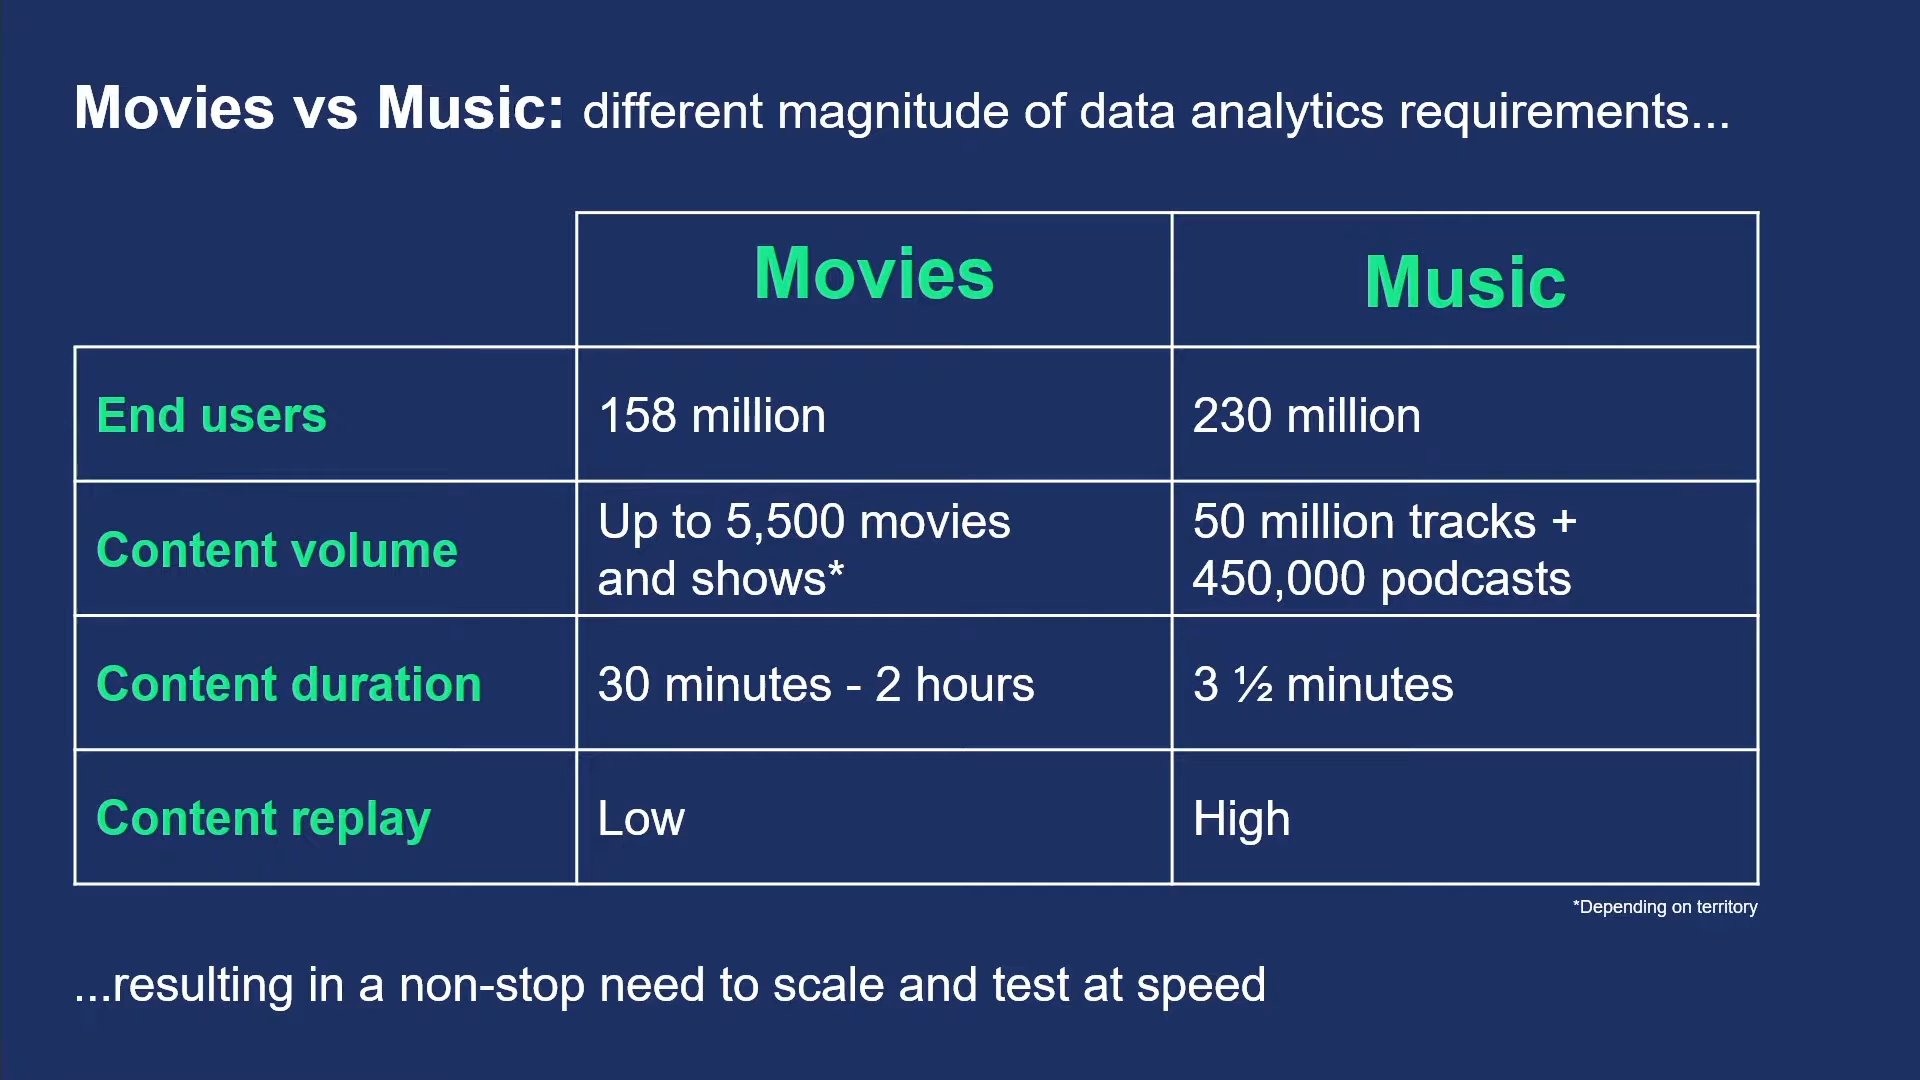 Movies vs Music: different magnitude of data analytics requirements...
Movies
Music
End users
158 million
230 million
Content volume
Up to 5,500 movies
and shows*
50 million tracks +
450,000 podcasts
Content duration
30 minutes - 2 hours
3 ½ minutes
Content replay
Low
High
*Depending on territory
...resulting in a non-stop need to scale and test at speed